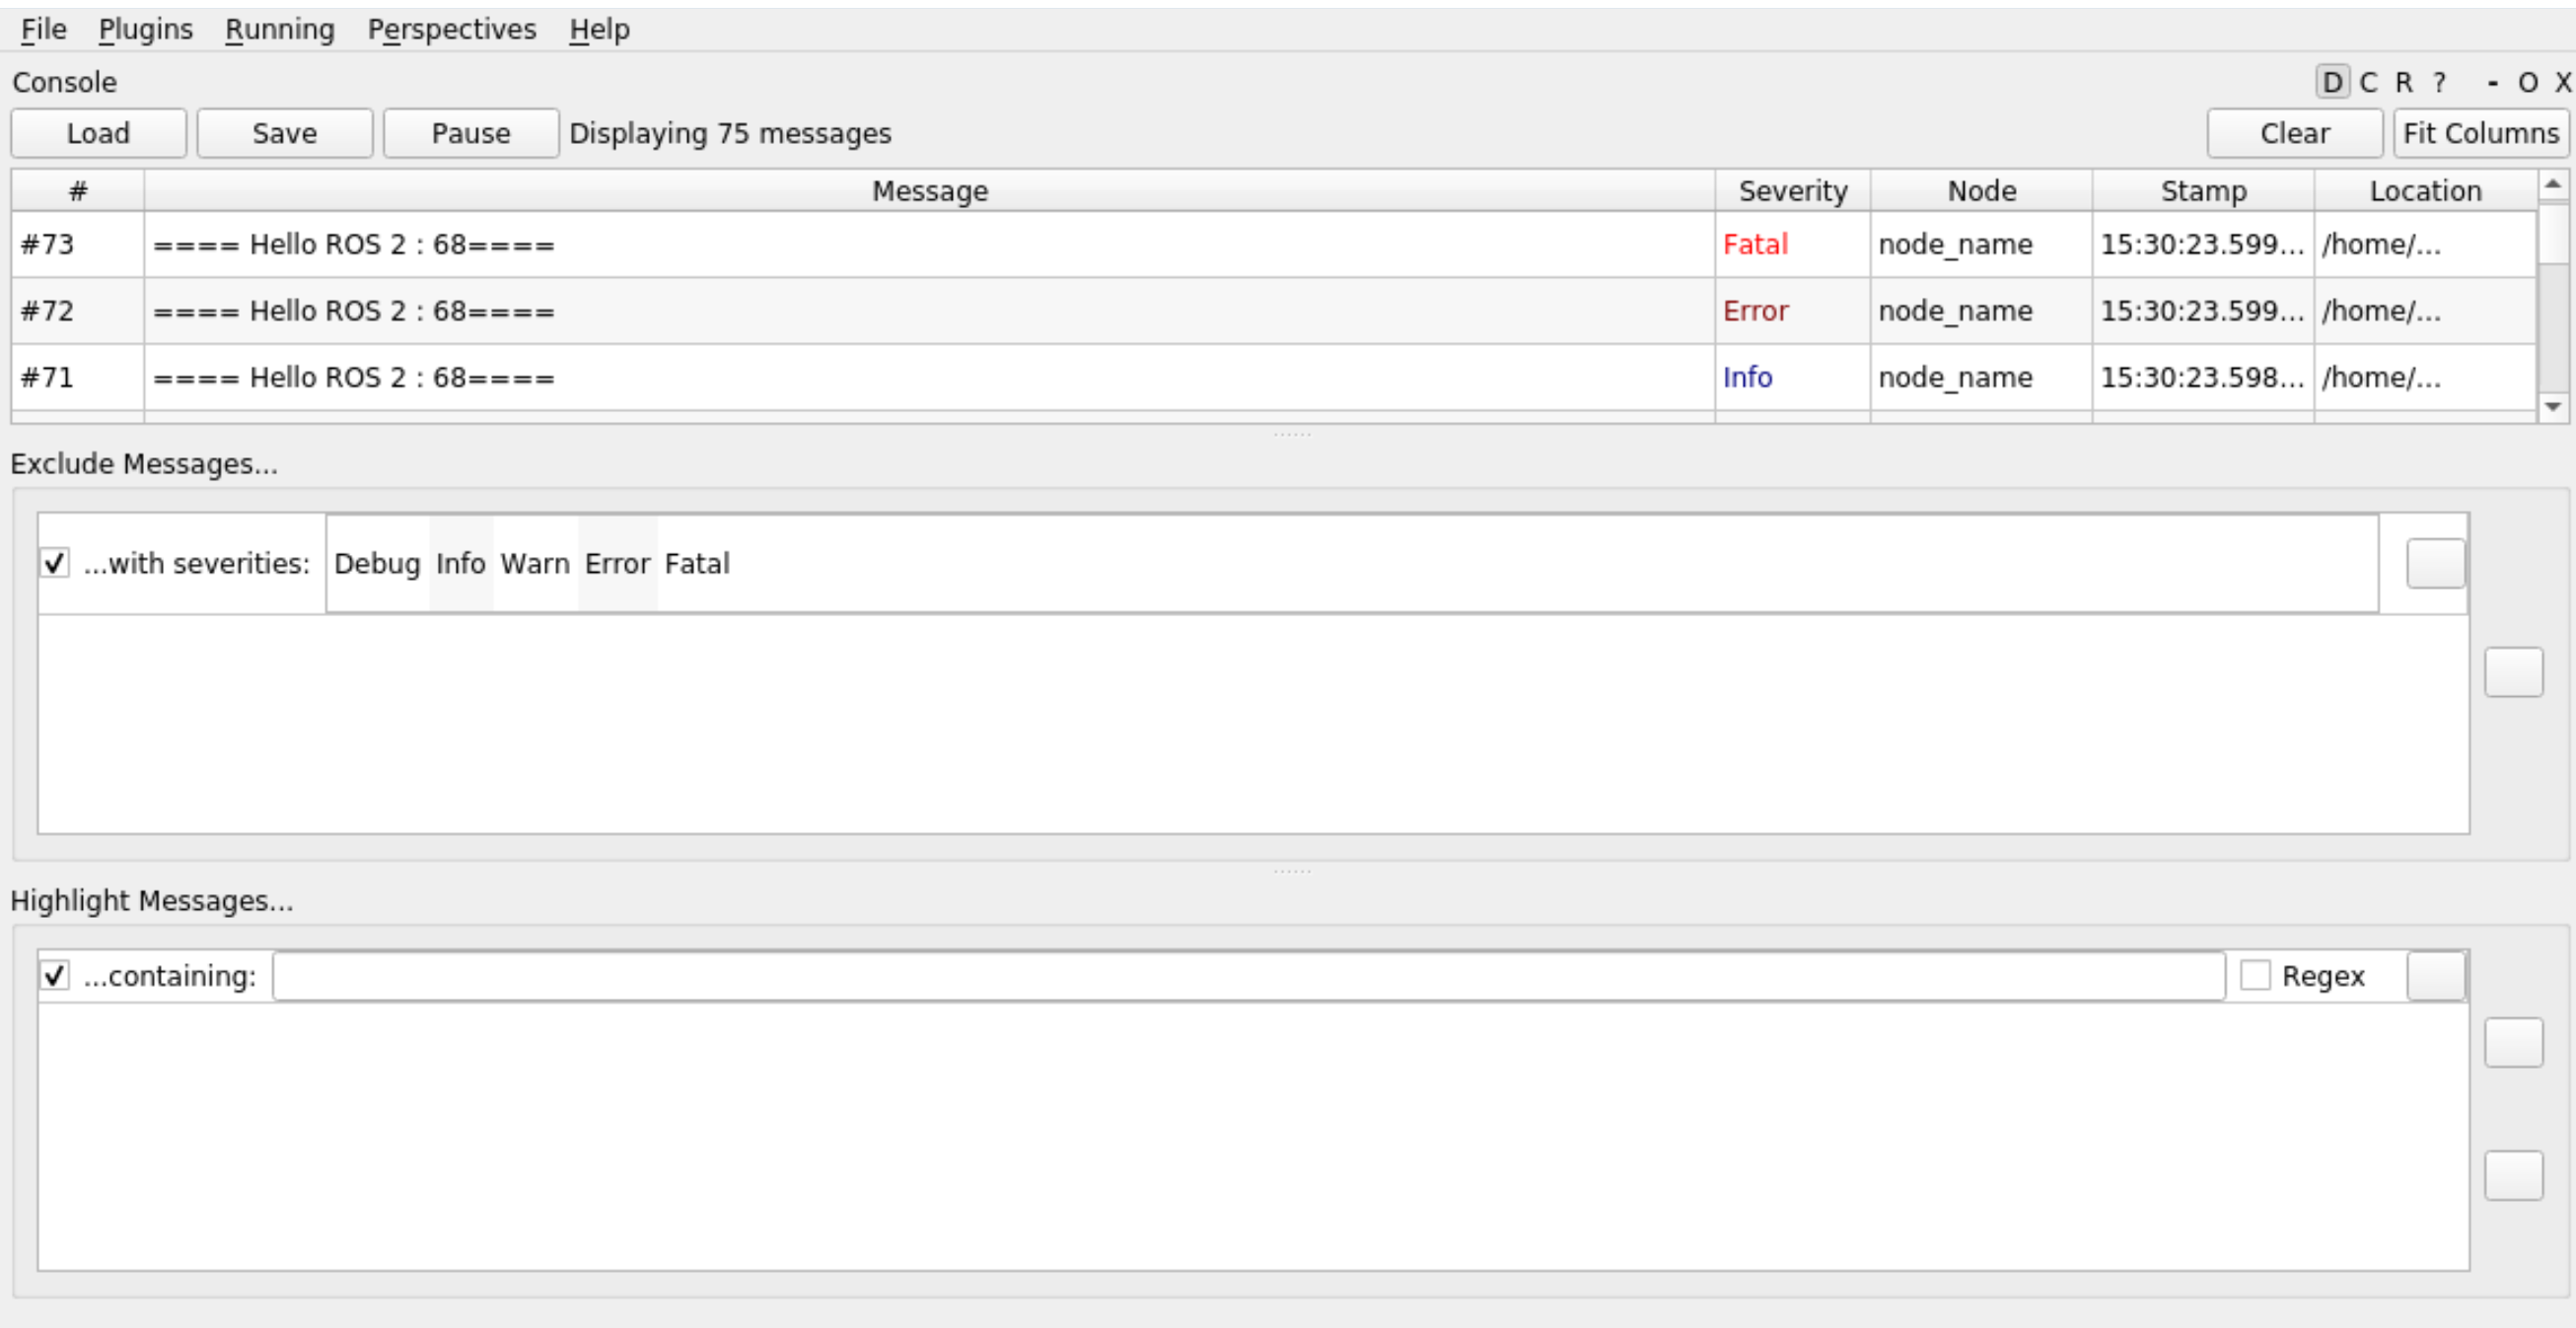 File Plugins Running Perspectives Help
Console D C R ? - O X
Load Save Pause Displaying 75 messages Clear Fit Columns
# Message Severity Node Stamp Location
#73 ==== Hello ROS 2 : 68==== Fatal node_name 15:30:23.599... /home/...
#72 ==== Hello ROS 2 : 68==== Error node_name 15:30:23.599... /home/...
#71 ==== Hello ROS 2 : 68==== Info node_name 15:30:23.598... /home/...
Exclude Messages...
...with severities: Debug Info Warn Error Fatal
Highlight Messages...
...containing: Regex